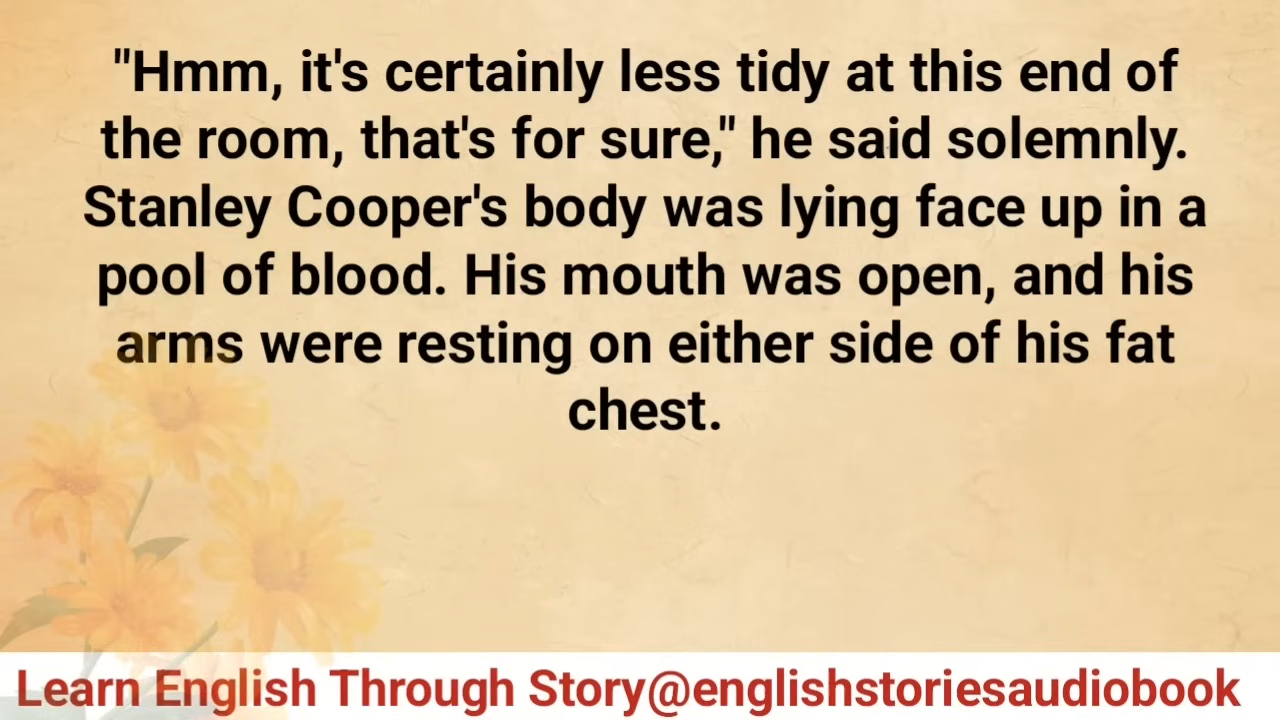 "Hmm, it's certainly less tidy at this end of
the room, that's for sure," he said solemnly.
Stanley Cooper's body was lying face up in a
pool of blood. His mouth was open, and his
arms were resting on either side of his fat
chest.
Learn English Through Story@englishstoriesaudiobook